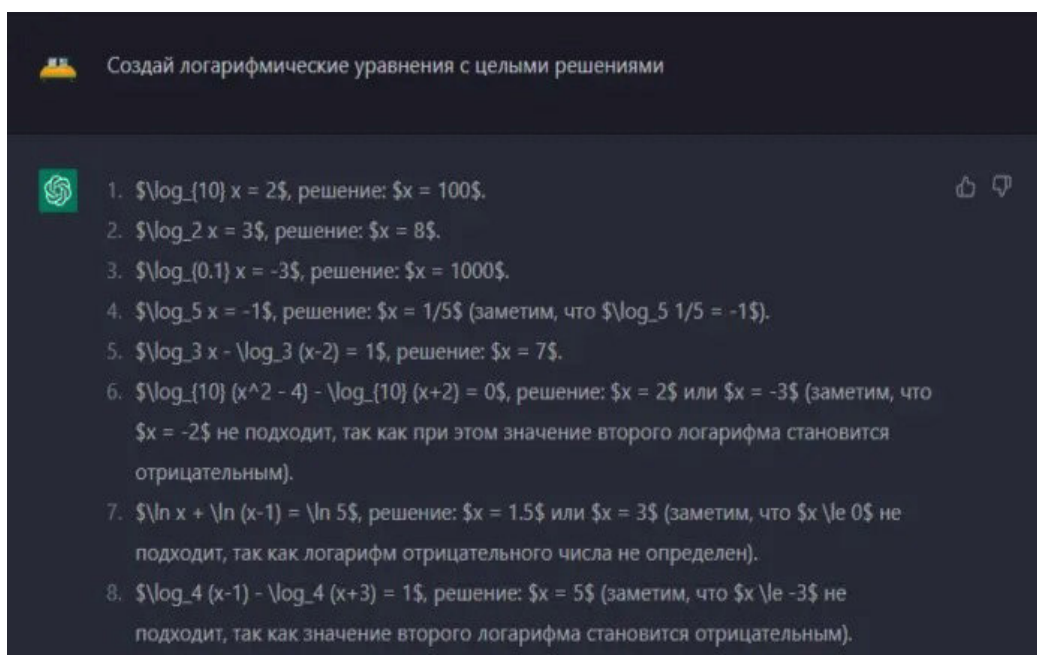 Создай логарифмические уравнения с целыми решениями
1. $\log_{10} x = 2$, решение: $x = 100$.
2. $\log_2 x = 3$, решение: $x = 8$.
3. $\log_{0.1} x = -3$, решение: $x = 1000$.
4. $\log_5 x = -1$, решение: $x = 1/5$ (заметим, что $\log_5 1/5 = -1$).
5. $\log_3 x - \log_3 (x-2) = 1$, решение: $x = 7$.
6. $\log_{10} (x^2 - 4) - \log_{10} (x+2) = 0$, решение: $x = 2$ или $x = -3$ (заметим, что
$x = -2$ не подходит, так как при этом значение второго логарифма становится
отрицательным).
7. $\ln x + \ln (x-1) = \ln 5$, решение: $x = 1.5$ или $x = 3$ (заметим, что $x \le 0$ не
подходит, так как логарифм отрицательного числа не определен).
8. $\log_4 (x-1) - \log_4 (x+3) = 1$, решение: $x = 5$ (заметим, что $x \le -3$ не
подходит, так как значение второго логарифма становится отрицательным).